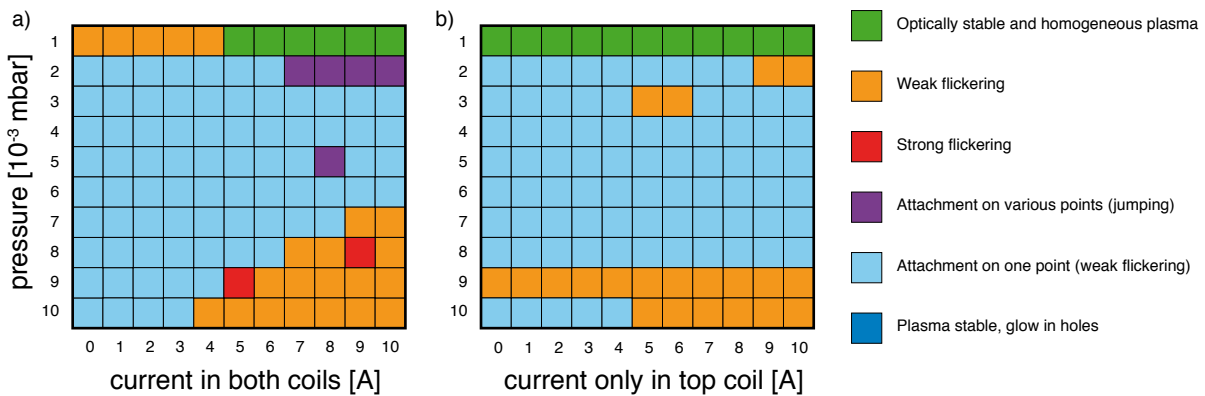 a)
b)
pressure [10⁻³ mbar]
1
2
3
4
5
6
7
8
9
10
0 1 2 3 4 5 6 7 8 9 10
current in both coils [A]
1
2
3
4
5
6
7
8
9
10
0 1 2 3 4 5 6 7 8 9 10
current only in top coil [A]
Optically stable and homogeneous plasma
Weak flickering
Strong flickering
Attachment on various points (jumping)
Attachment on one point (weak flickering)
Plasma stable, glow in holes